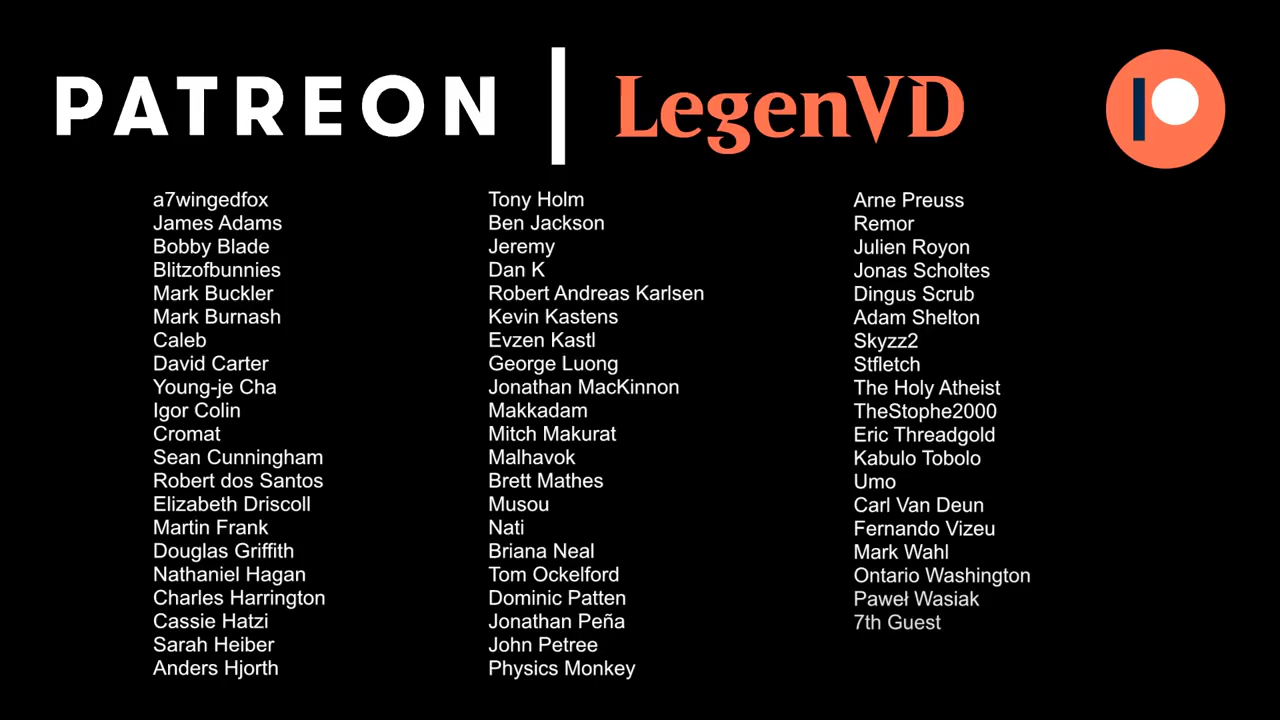 PATREON | LegenVD
a7wingedfox
James Adams
Bobby Blade
Blitzofbunnies
Mark Buckler
Mark Burnash
Caleb
David Carter
Young-je Cha
Igor Colin
Cromat
Sean Cunningham
Robert dos Santos
Elizabeth Driscoll
Martin Frank
Douglas Griffith
Nathaniel Hagan
Charles Harrington
Cassie Hatzi
Sarah Heiber
Anders Hjorth
Tony Holm
Ben Jackson
Jeremy
Dan K
Robert Andreas Karlsen
Kevin Kastens
Evzen Kastl
George Luong
Jonathan MacKinnon
Makkadam
Mitch Makurat
Malhavok
Brett Mathes
Musou
Nati
Briana Neal
Tom Ockelford
Dominic Patten
Jonathan Peña
John Petree
Physics Monkey
Arne Preuss
Remor
Julien Royon
Jonas Scholtes
Dingus Scrub
Adam Shelton
Skyzz2
Stfletch
The Holy Atheist
TheStophe2000
Eric Threadgold
Kabulo Tobolo
Umo
Carl Van Deun
Fernando Vizeu
Mark Wahl
Ontario Washington
Paweł Wasiak
7th Guest